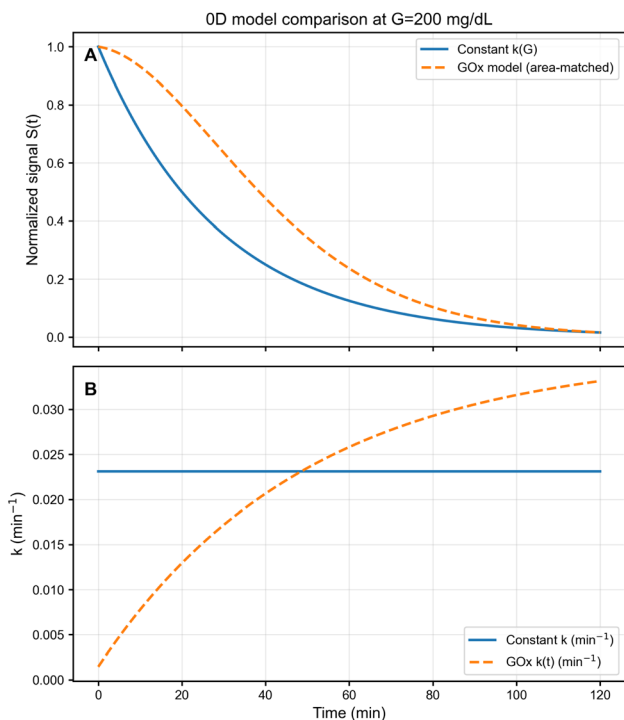 0D model comparison at G=200 mg/dL
A
Constant k(G)
GOx model (area-matched)
Normalized signal S(t)
1.0
0.8
0.6
0.4
0.2
0.0
B
k (min⁻¹)
0.030
0.025
0.020
0.015
0.010
0.005
0.000
Constant k (min⁻¹)
GOx k(t) (min⁻¹)
0 20 40 60 80 100 120
Time (min)